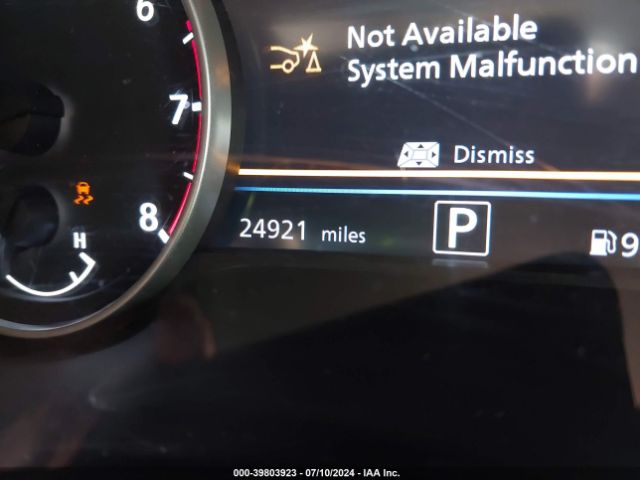 6
7
8
H
Not Available
System Malfunction
Dismiss
24921 miles
P
9
000-39803923 - 07/10/2024 - IAA Inc.